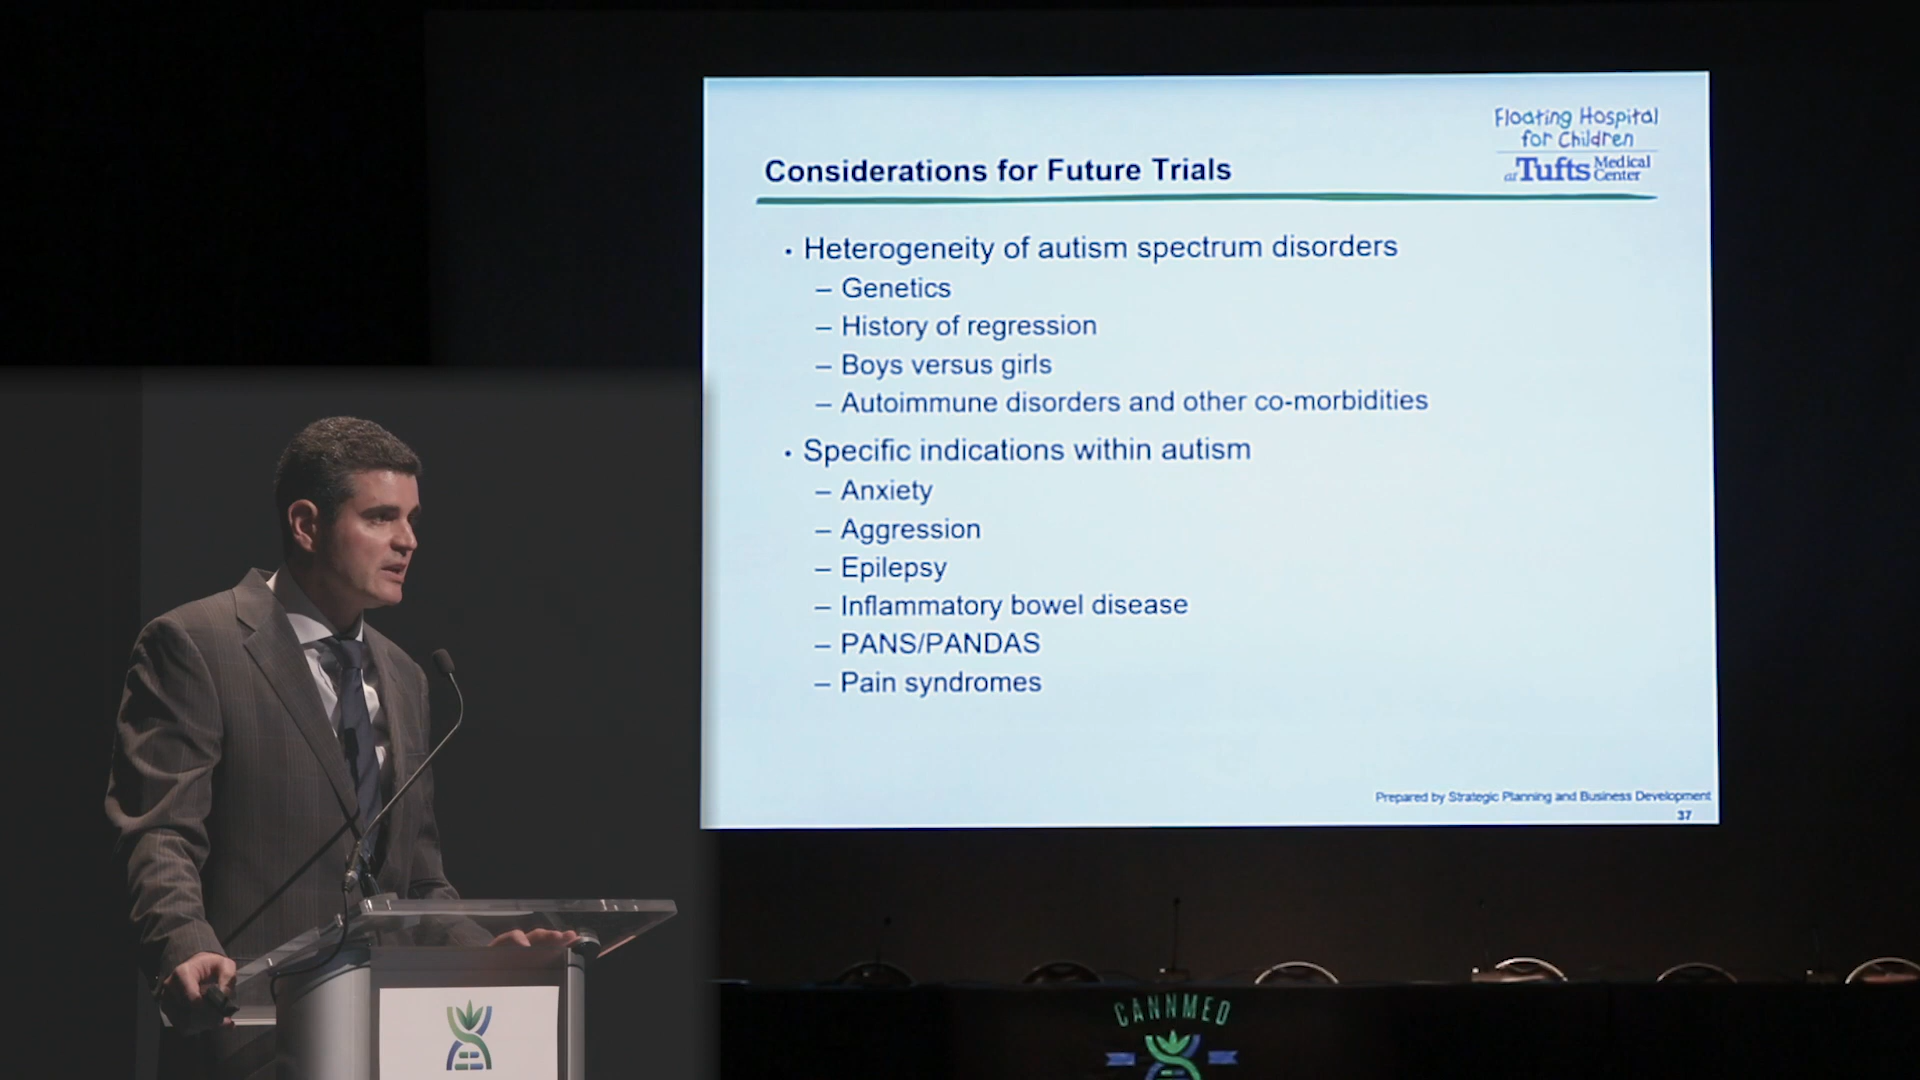 Floating Hospital
for Children
at Tufts Medical Center
Considerations for Future Trials
• Heterogeneity of autism spectrum disorders
– Genetics
– History of regression
– Boys versus girls
– Autoimmune disorders and other co-morbidities
• Specific indications within autism
– Anxiety
– Aggression
– Epilepsy
– Inflammatory bowel disease
– PANS/PANDAS
– Pain syndromes
Prepared by Strategic Planning and Business Development
37
CANNMED